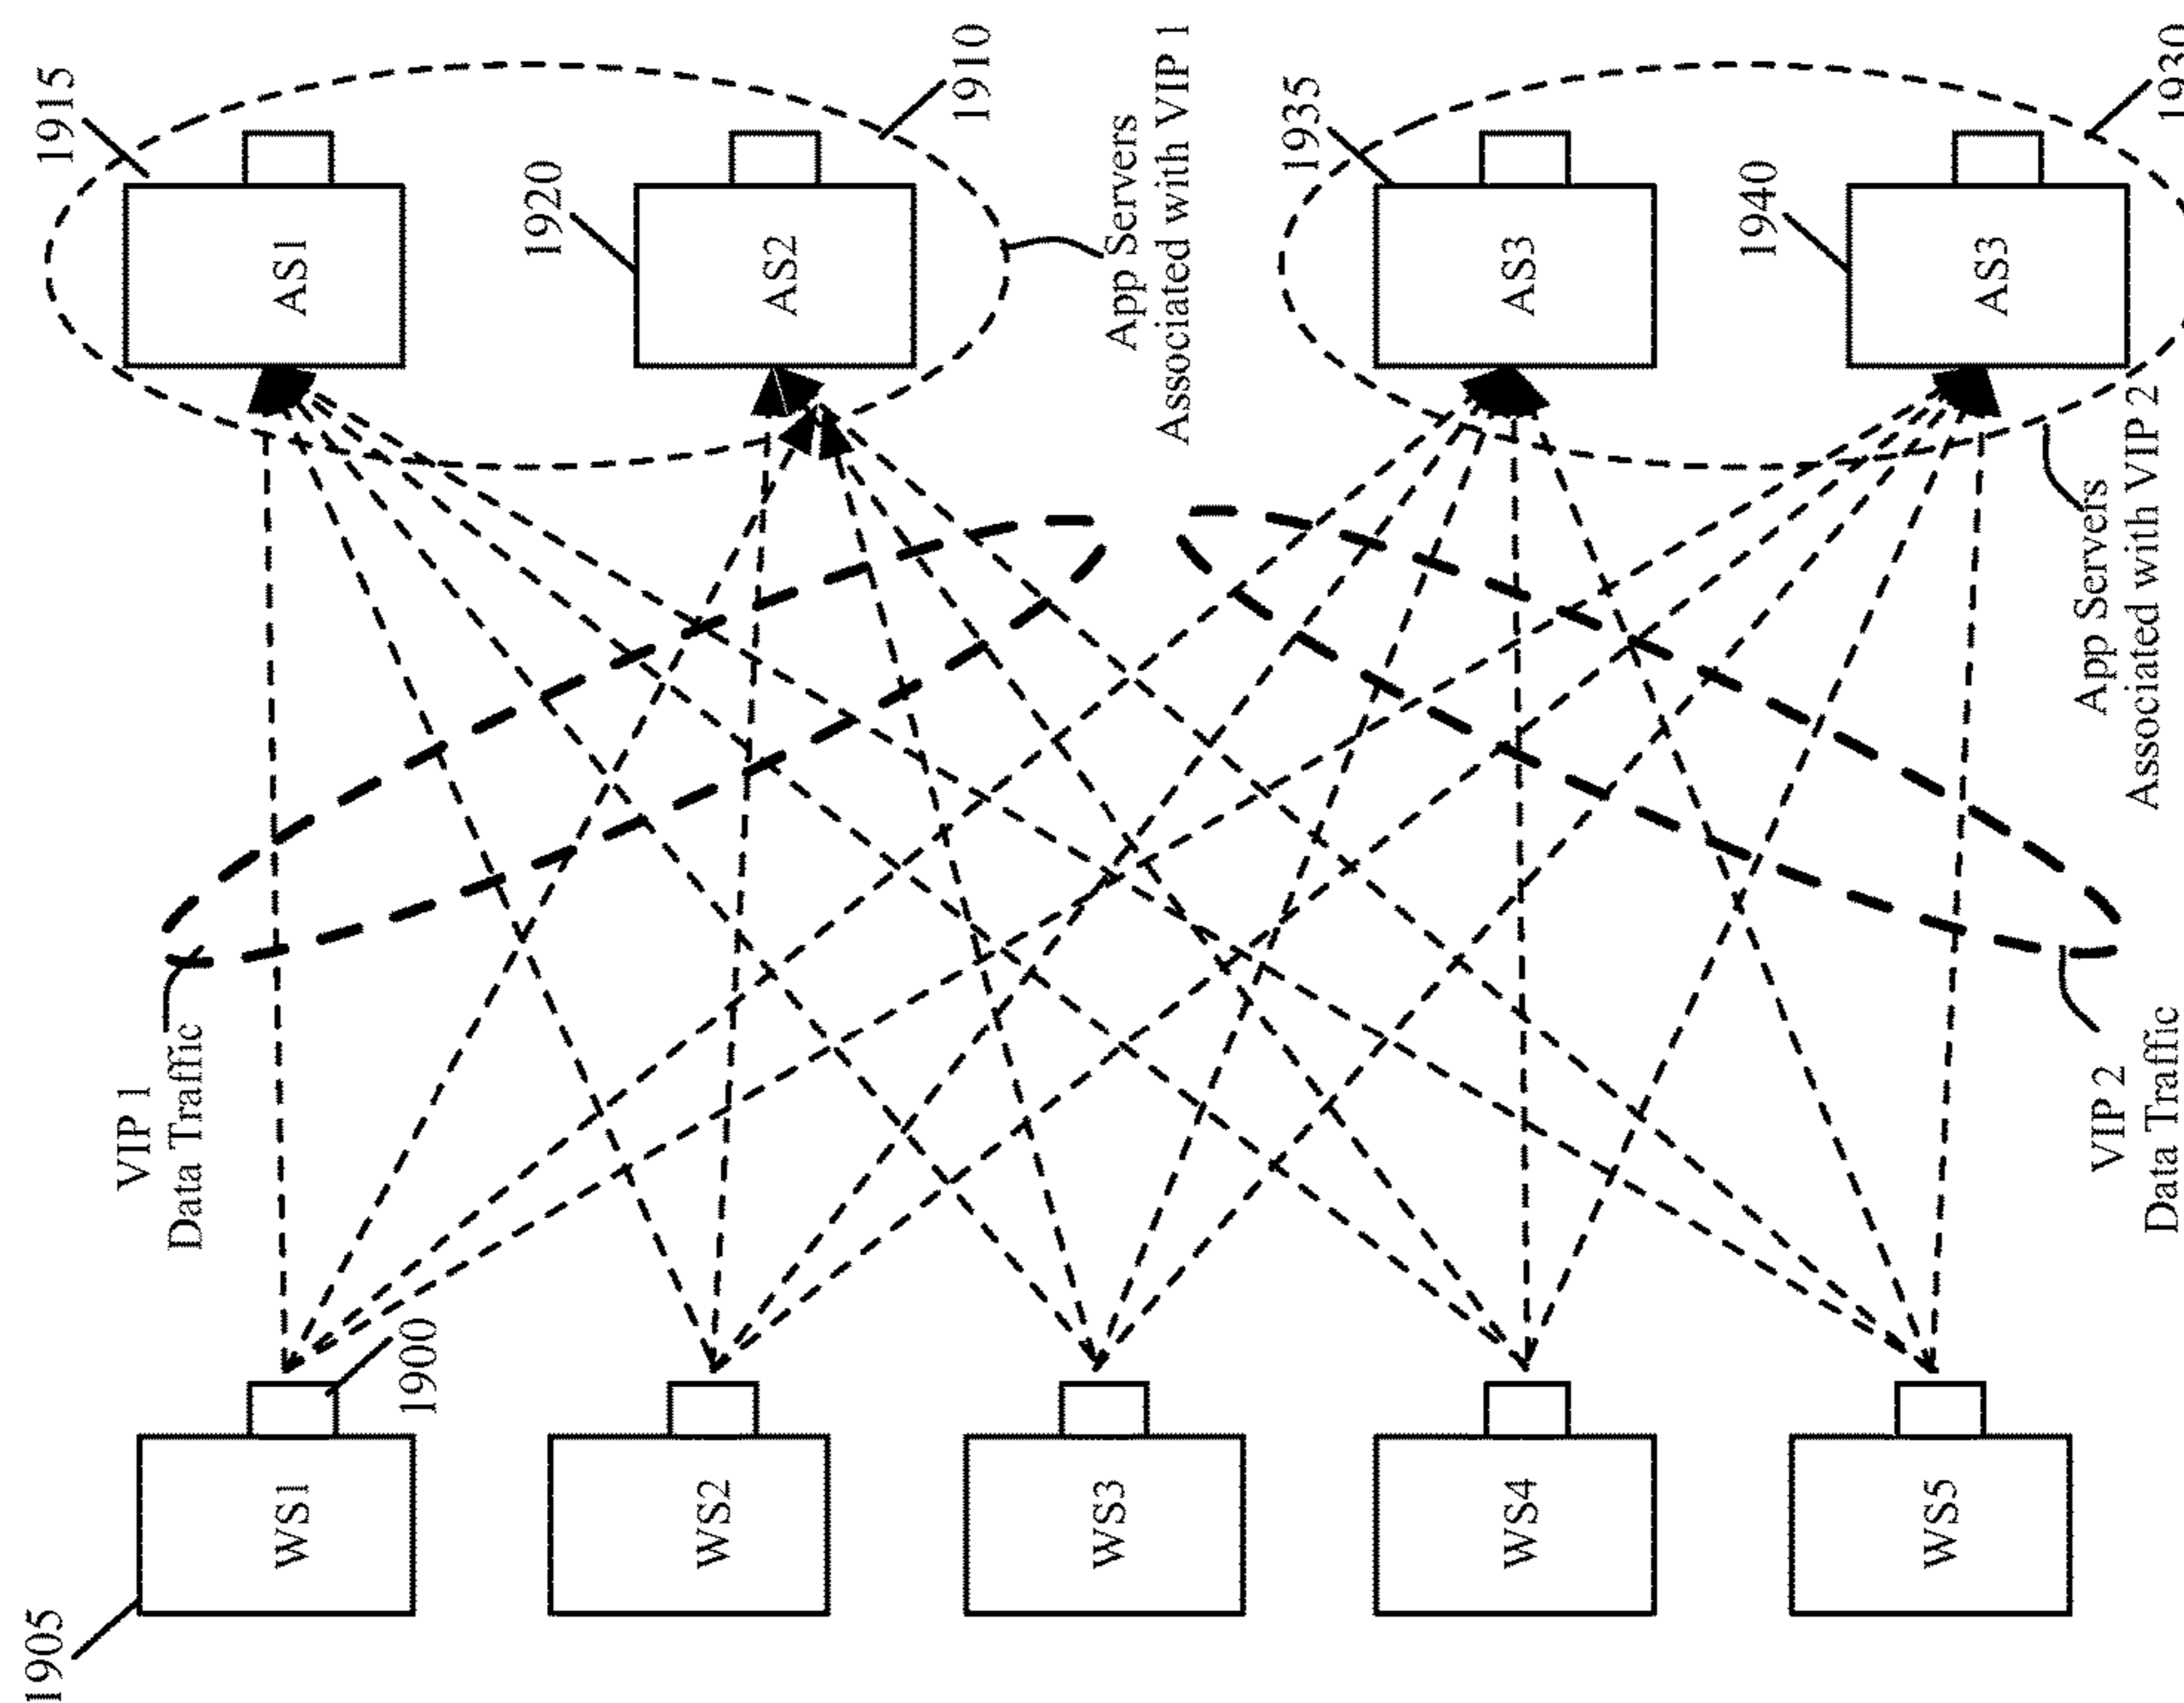 1905
WS1
1900
WS2
WS3
WS4
WS5
VIP 1
Data Traffic
VIP 2
Data Traffic
1915
AS1
1920
AS2
1910
App Servers
Associated with VIP 1
1935
AS3
1940
AS3
1930
App Servers
Associated with VIP 2